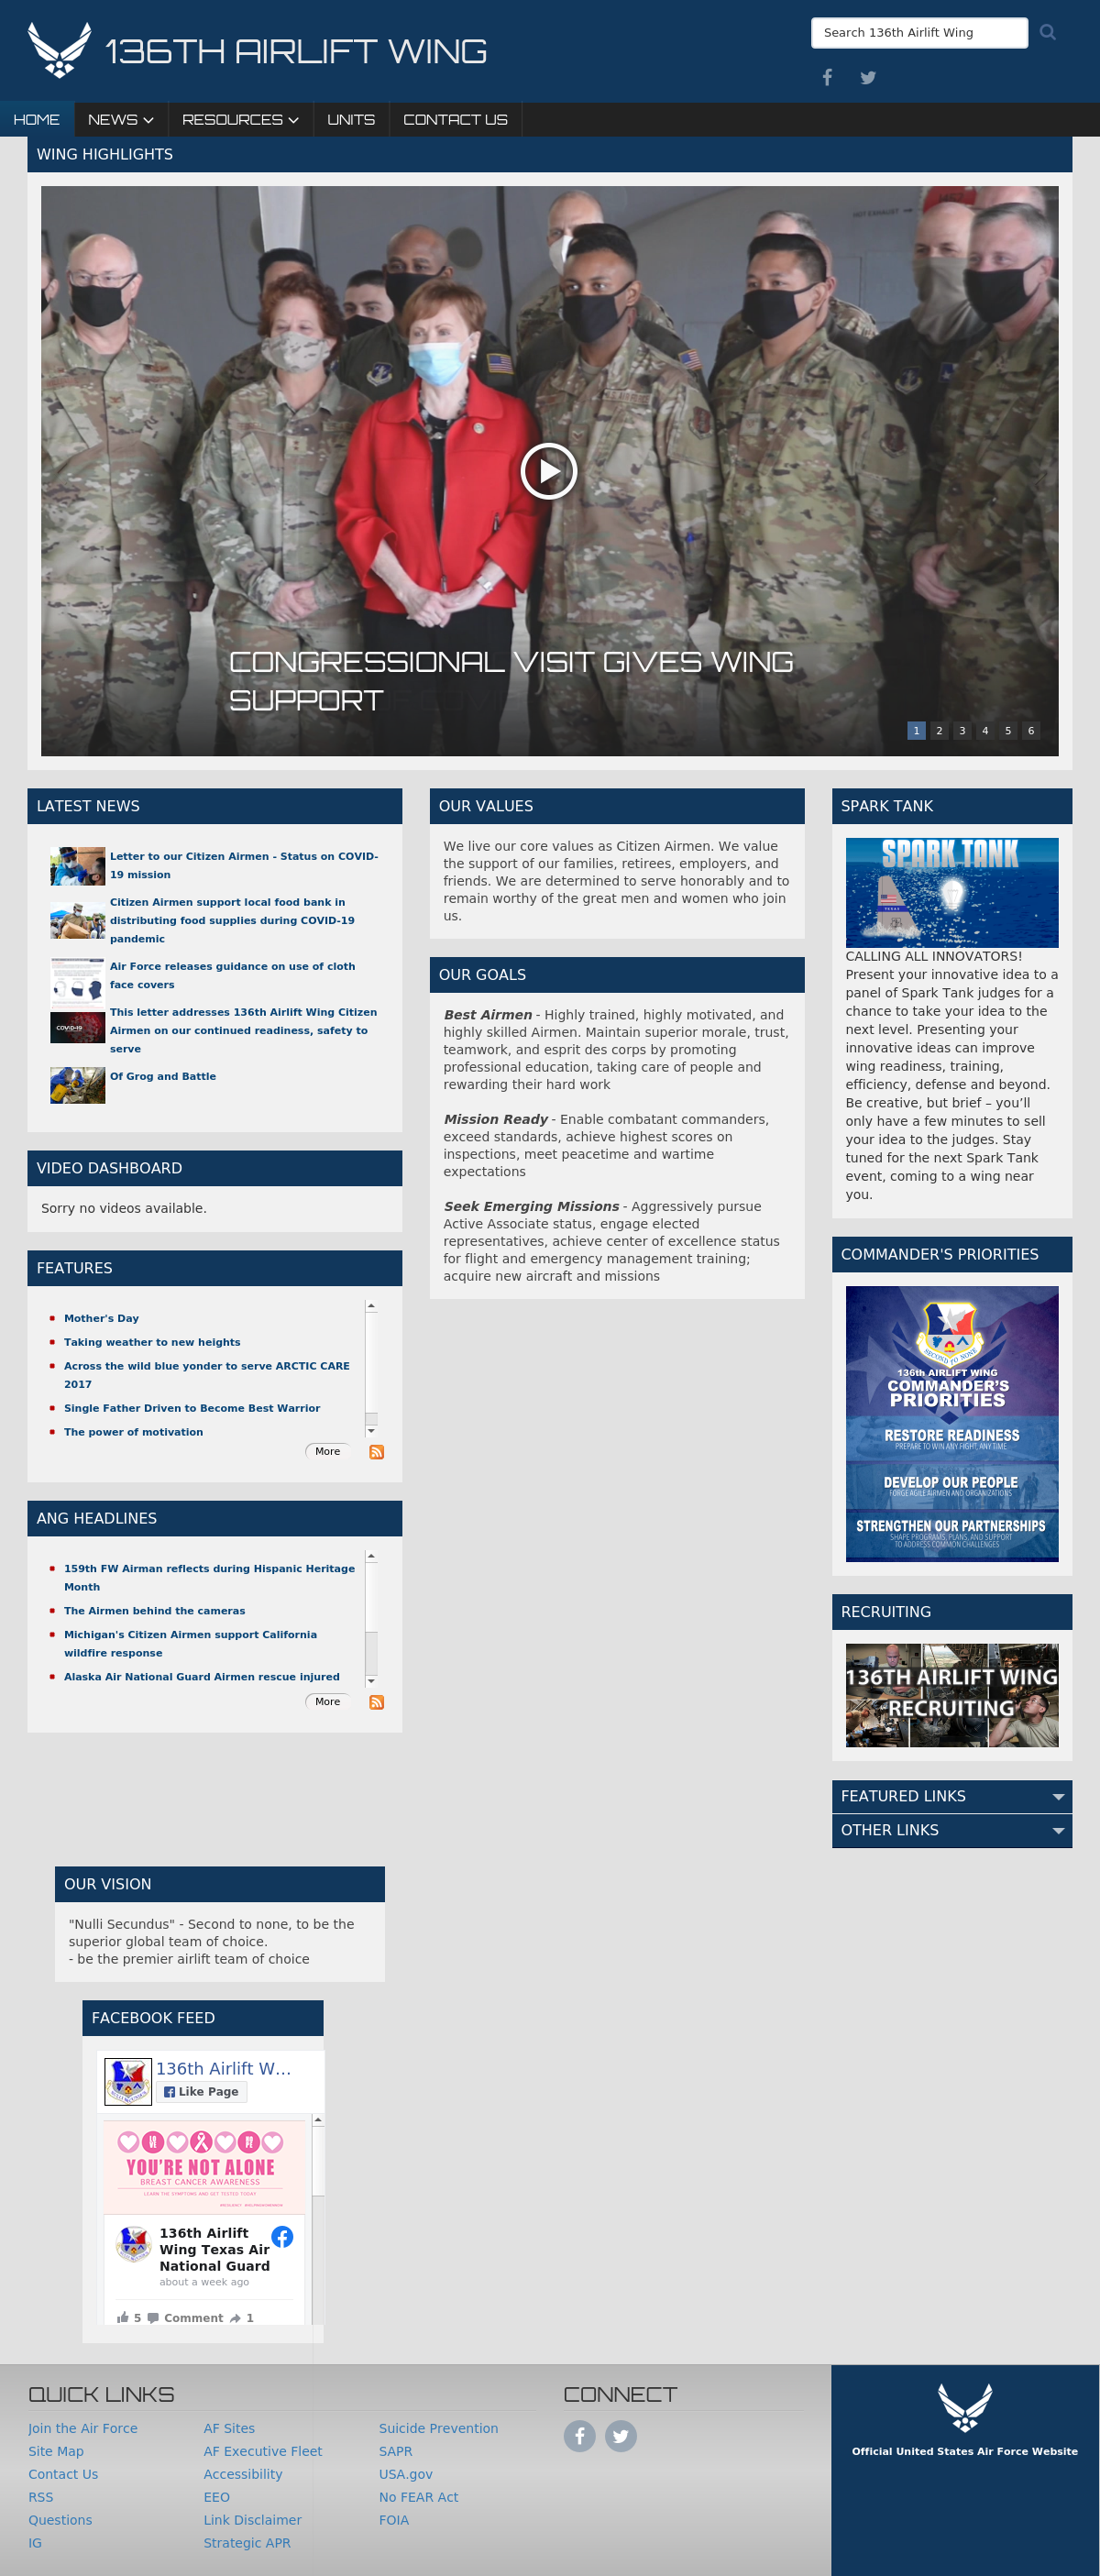 136TH AIRLIFT WING
Search 136th Airlift Wing
HOME
NEWS
RESOURCES
UNITS
CONTACT US
WING HIGHLIGHTS
CONGRESSIONAL VISIT GIVES WING
SUPPORT
1 2 3 4 5 6
LATEST NEWS
Letter to our Citizen Airmen - Status on COVID-
19 mission
Citizen Airmen support local food bank in
distributing food supplies during COVID-19
pandemic
Air Force releases guidance on use of cloth
face covers
COVID-19
This letter addresses 136th Airlift Wing Citizen
Airmen on our continued readiness, safety to
serve
Of Grog and Battle
VIDEO DASHBOARD
Sorry no videos available.
FEATURES
Mother's Day
Taking weather to new heights
Across the wild blue yonder to serve ARCTIC CARE
2017
Single Father Driven to Become Best Warrior
The power of motivation
More
ANG HEADLINES
159th FW Airman reflects during Hispanic Heritage
Month
The Airmen behind the cameras
Michigan's Citizen Airmen support California
wildfire response
Alaska Air National Guard Airmen rescue injured
More
OUR VALUES
We live our core values as Citizen Airmen. We value
the support of our families, retirees, employers, and
friends. We are determined to serve honorably and to
remain worthy of the great men and women who join
us.
OUR GOALS
Best Airmen - Highly trained, highly motivated, and
highly skilled Airmen. Maintain superior morale, trust,
teamwork, and esprit des corps by promoting
professional education, taking care of people and
rewarding their hard work
Mission Ready - Enable combatant commanders,
exceed standards, achieve highest scores on
inspections, meet peacetime and wartime
expectations
Seek Emerging Missions - Aggressively pursue
Active Associate status, engage elected
representatives, achieve center of excellence status
for flight and emergency management training;
acquire new aircraft and missions
SPARK TANK
SPARK TANK
CALLING ALL INNOVATORS!
Present your innovative idea to a
panel of Spark Tank judges for a
chance to take your idea to the
next level. Presenting your
innovative ideas can improve
wing readiness, training,
efficiency, defense and beyond.
Be creative, but brief – you’ll
only have a few minutes to sell
your idea to the judges. Stay
tuned for the next Spark Tank
event, coming to a wing near
you.
COMMANDER'S PRIORITIES
SECOND TO NONE
136th AIRLIFT WING
COMMANDER'S
PRIORITIES
RESTORE READINESS
PREPARE TO WIN ANY FIGHT, ANY TIME
DEVELOP OUR PEOPLE
FORGE AGILE AIRMEN AND ORGANIZATIONS
STRENGTHEN OUR PARTNERSHIPS
SHAPE PROGRAMS, PLANS, AND SUPPORT
TO ADDRESS COMMON CHALLENGES
RECRUITING
136TH AIRLIFT WING
RECRUITING
FEATURED LINKS
OTHER LINKS
OUR VISION
"Nulli Secundus" - Second to none, to be the
superior global team of choice.
- be the premier airlift team of choice
FACEBOOK FEED
136th Airlift W...
Like Page
YOU'RE NOT ALONE
BREAST CANCER AWARENESS
LEARN THE SYMPTOMS AND GET TESTED TODAY
136th Airlift
Wing Texas Air
National Guard
about a week ago
5 Comment 1
QUICK LINKS
Join the Air Force
Site Map
Contact Us
RSS
Questions
IG
AF Sites
AF Executive Fleet
Accessibility
EEO
Link Disclaimer
Strategic APR
Suicide Prevention
SAPR
USA.gov
No FEAR Act
FOIA
CONNECT
Official United States Air Force Website